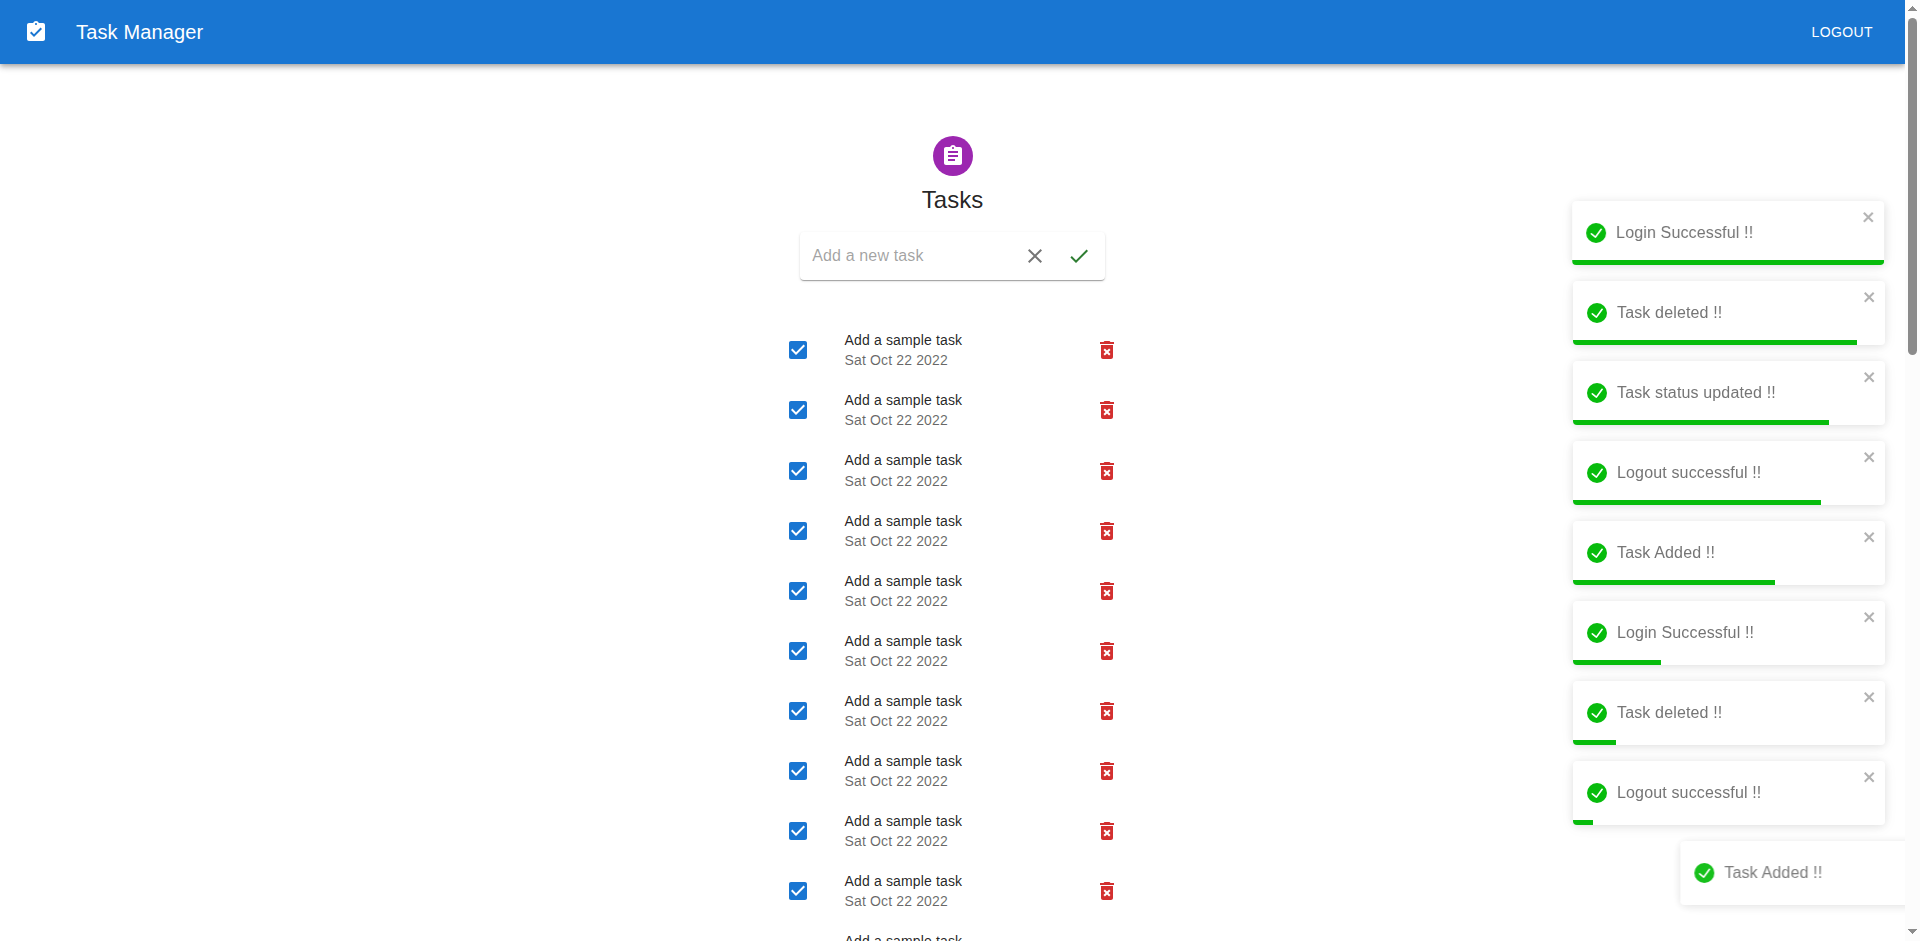 Task Manager
LOGOUT
Tasks
Add a new task
Add a sample task
Sat Oct 22 2022
Add a sample task
Sat Oct 22 2022
Add a sample task
Sat Oct 22 2022
Add a sample task
Sat Oct 22 2022
Add a sample task
Sat Oct 22 2022
Add a sample task
Sat Oct 22 2022
Add a sample task
Sat Oct 22 2022
Add a sample task
Sat Oct 22 2022
Add a sample task
Sat Oct 22 2022
Add a sample task
Sat Oct 22 2022
Add a sample task
Login Successful !!
Task deleted !!
Task status updated !!
Logout successful !!
Task Added !!
Login Successful !!
Task deleted !!
Logout successful !!
Task Added !!